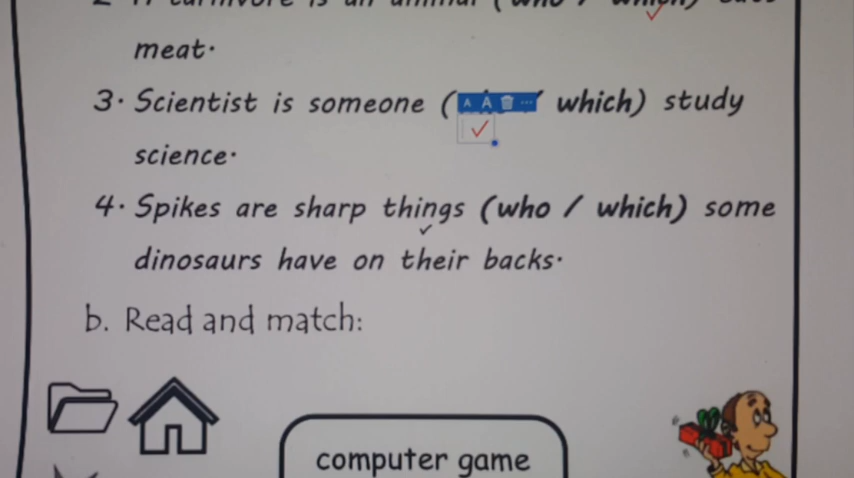 meat.
3. Scientist is someone ( which) study
science.
4. Spikes are sharp things (who / which) some
dinosaurs have on their backs.
b. Read and match:
computer game